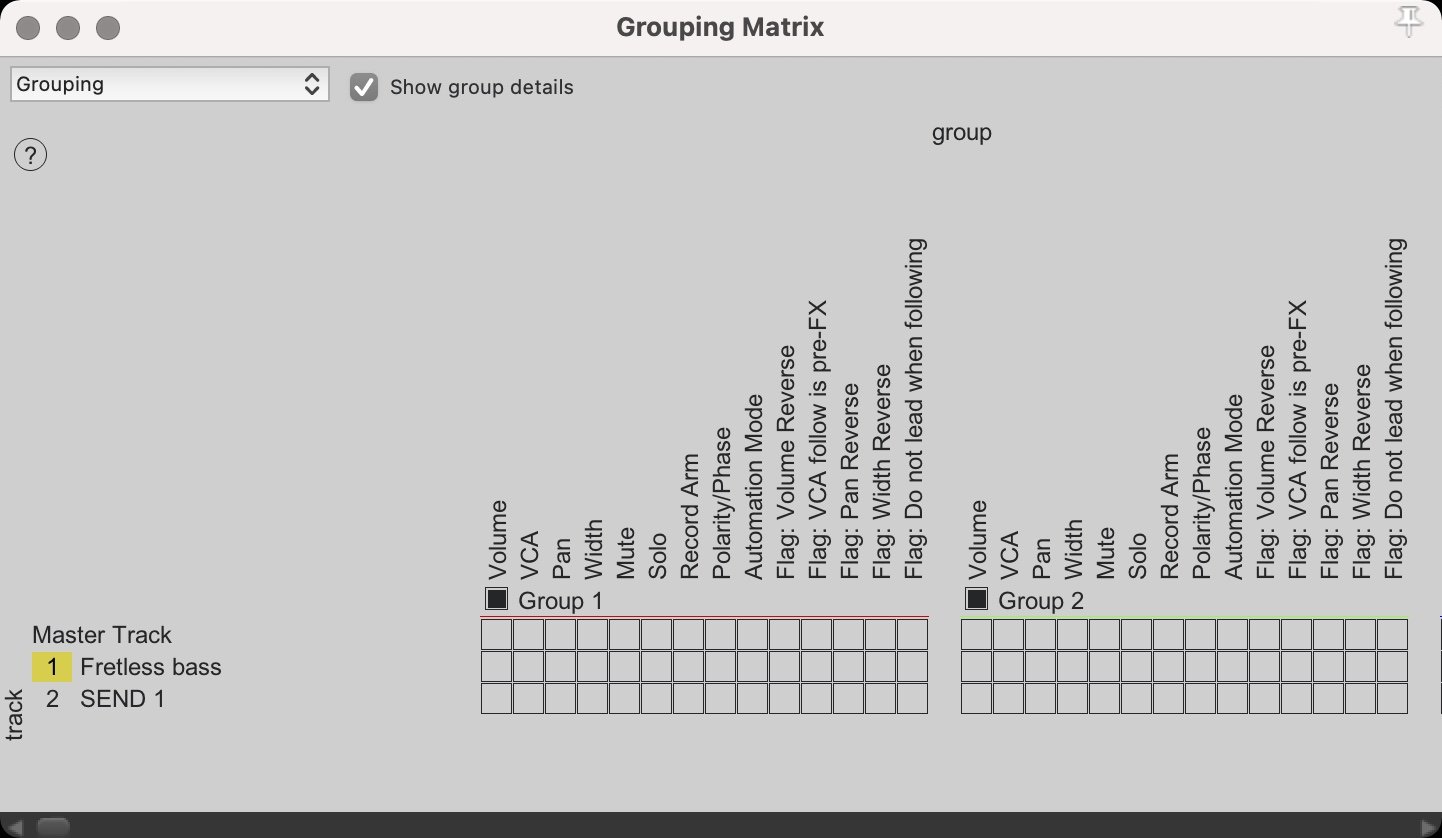 Grouping Matrix
Grouping
Show group details
?
group
Volume
VCA
Pan
Width
Mute
Solo
Record Arm
Polarity/Phase
Automation Mode
Flag: Volume Reverse
Flag: VCA follow is pre-FX
Flag: Pan Reverse
Flag: Width Reverse
Flag: Do not lead when following
Volume
VCA
Pan
Width
Mute
Solo
Record Arm
Polarity/Phase
Automation Mode
Flag: Volume Reverse
Flag: VCA follow is pre-FX
Flag: Pan Reverse
Flag: Width Reverse
Flag: Do not lead when following
Group 1
Group 2
Master Track
1 Fretless bass
2 SEND 1
track